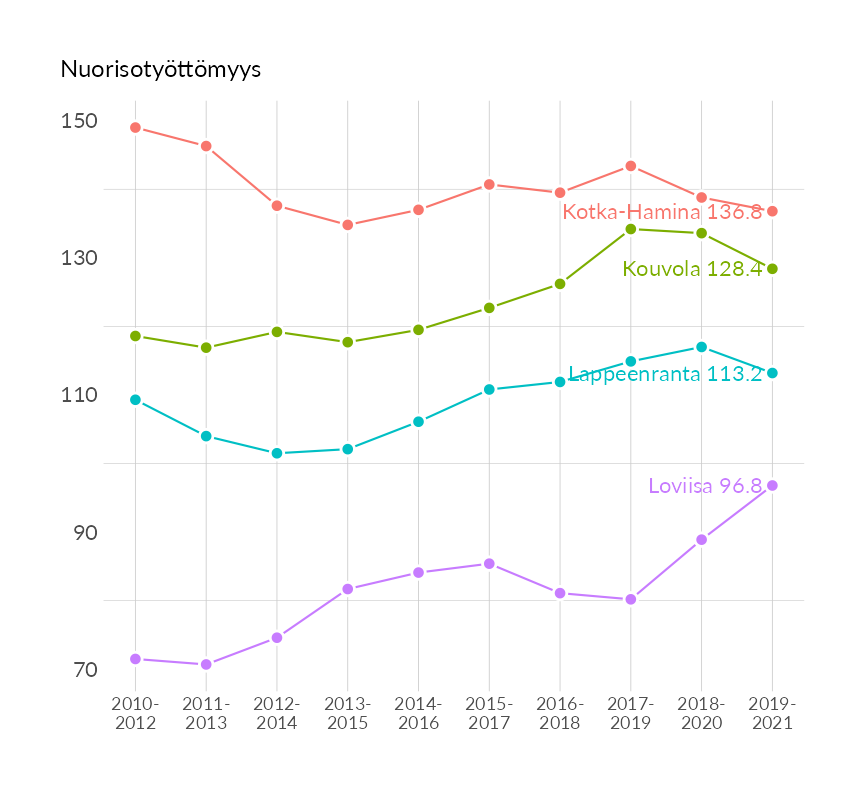 Nuorisotyöttömyys
150
130
110
90
70
Kotka-Hamina 136.8
Kouvola 128.4
Lappeenranta 113.2
Loviisa 96.8
2010- 2011- 2012- 2013- 2014- 2015- 2016- 2017- 2018- 2019-
2012 2013 2014 2015 2016 2017 2018 2019 2020 2021